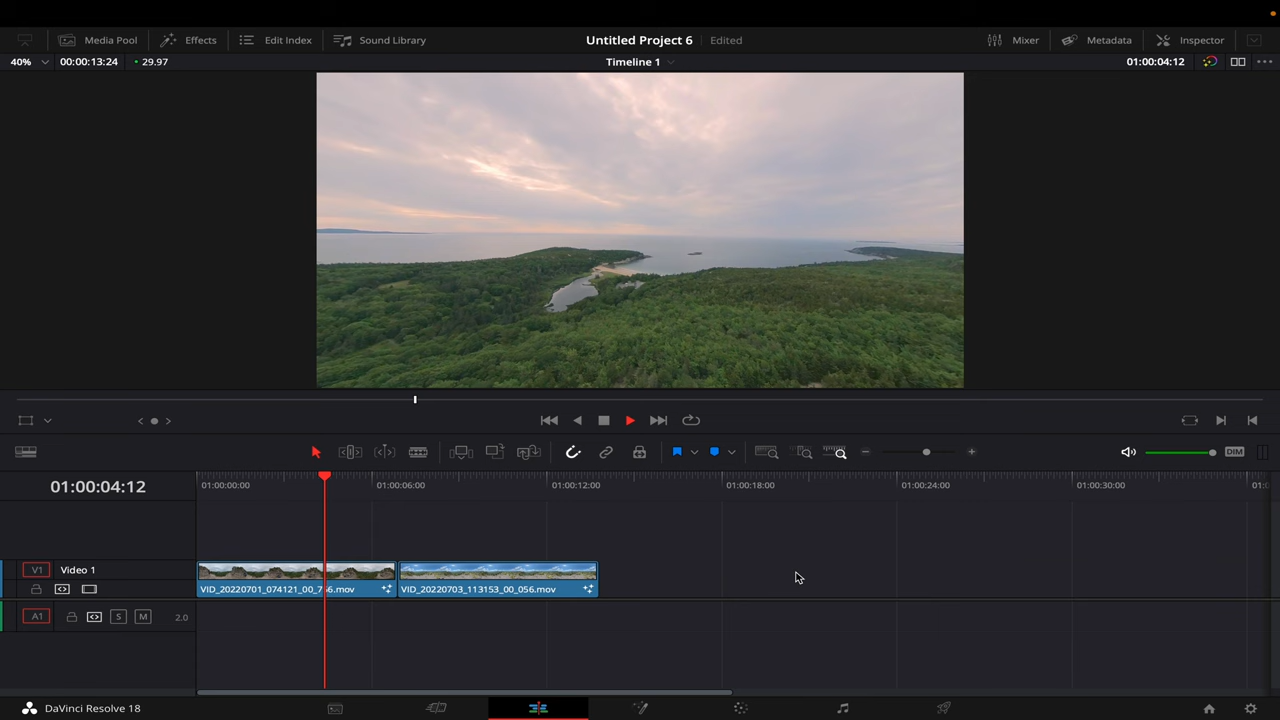 Media Pool Effects Edit Index Sound Library Untitled Project 6 Edited Mixer Metadata Inspector
40% 00:00:13:24 29.97 Timeline 1 01:00:04:12
DIM
01:00:04:12 01:00:00:00 01:00:06:00 01:00:12:00 01:00:18:00 01:00:24:00 01:00:30:00
V1 Video 1
VID_20220701_074121_00_7 6.mov VID_20220703_113153_00_056.mov
A1 S M 2.0
DaVinci Resolve 18